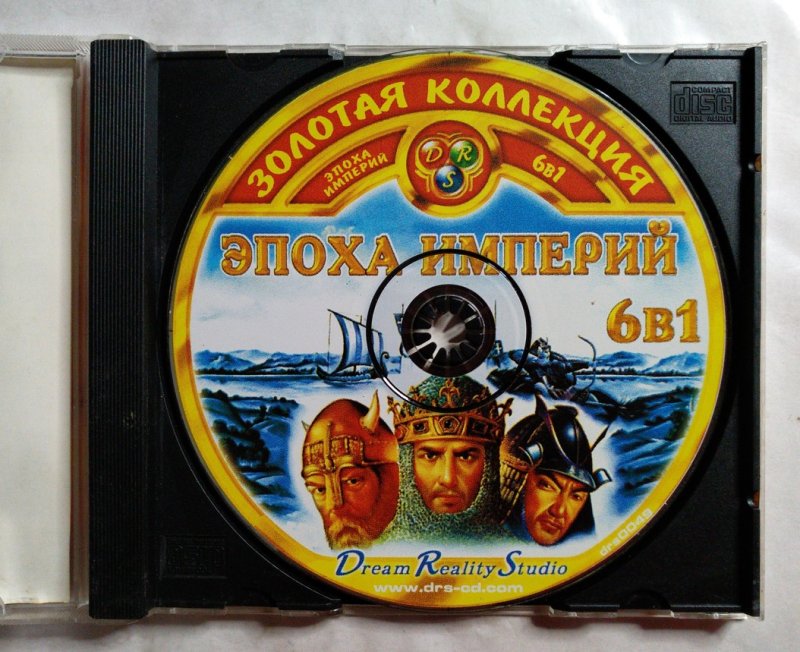 ЗОЛОТАЯ КОЛЛЕКЦИЯ
ЭПОХА
ИМПЕРИЙ
D R
S
6в1
ЭПОХА ИМПЕРИЙ
6в1
COMPACT
disc
DIGITAL AUDIO
Dream Reality Studio
www.drs-cd.com
drs0049